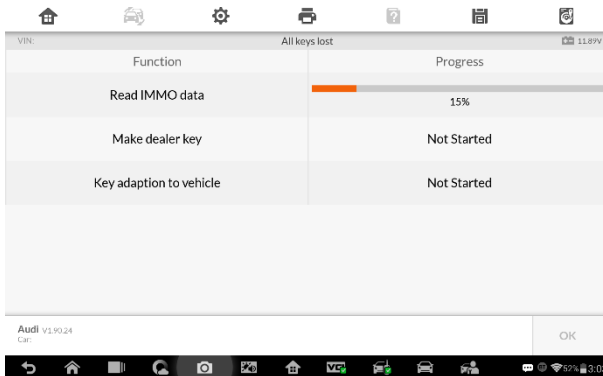 VIN: All keys lost 11.89V
Function Progress
Read IMMO data
15%
Make dealer key Not Started
Key adaption to vehicle Not Started
Audi V1.90.24
Car:
OK
52%